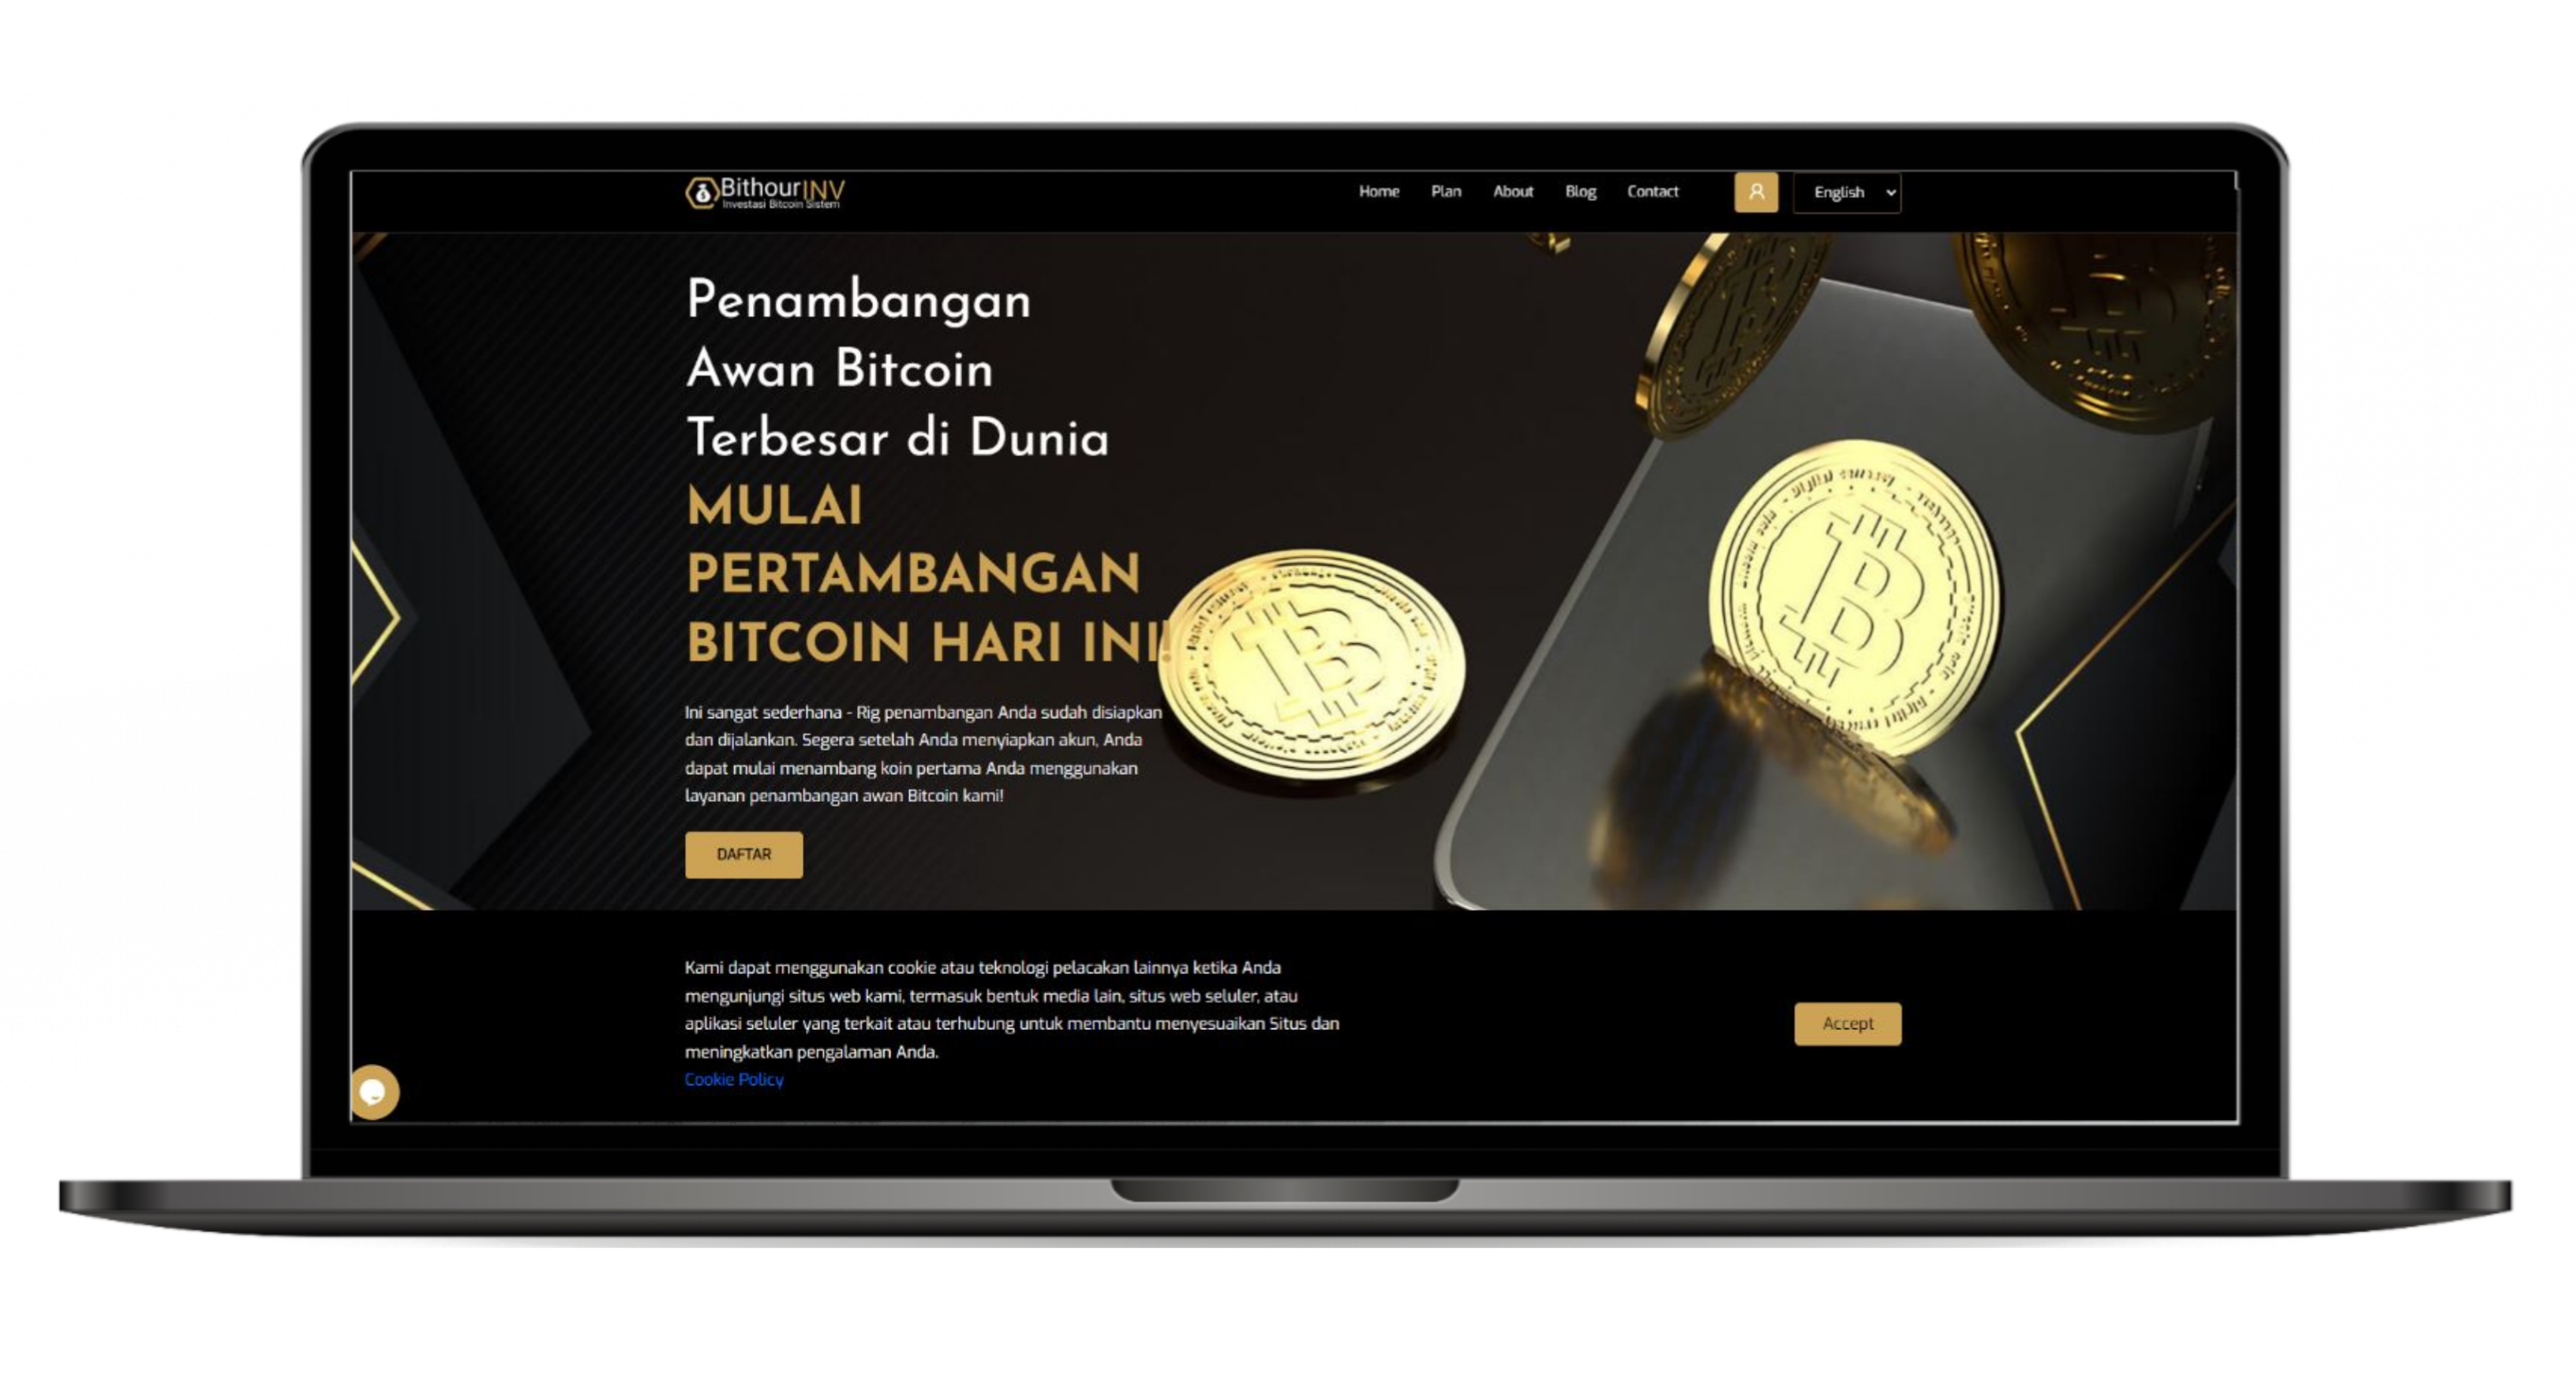 BithourINV
Investasi Bitcoin Sistem
Home Plan About Blog Contact English
Penambangan
Awan Bitcoin
Terbesar di Dunia
MULAI
PERTAMBANGAN
BITCOIN HARI INI!
Ini sangat sederhana - Rig penambangan Anda sudah disiapkan
dan dijalankan. Segera setelah Anda menyiapkan akun, Anda
dapat mulai menambang koin pertama Anda menggunakan
layanan penambangan awan Bitcoin kami!
DAFTAR
Kami dapat menggunakan cookie atau teknologi pelacakan lainnya ketika Anda
mengunjungi situs web kami, termasuk bentuk media lain, situs web seluler, atau
aplikasi seluler yang terkait atau terhubung untuk membantu menyesuaikan Situs dan
meningkatkan pengalaman Anda.
Cookie Policy
Accept